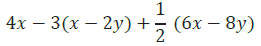 4x − 3(x − 2y) + 1/2 (6x − 8y)